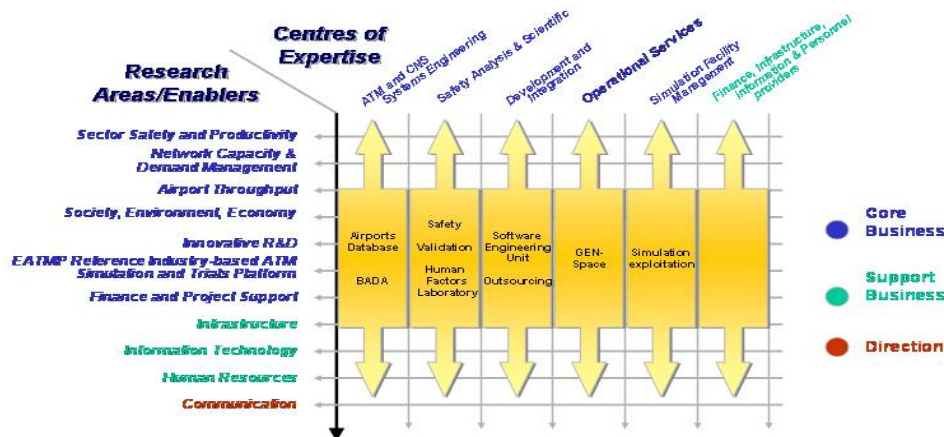 Centres of
Expertise
Research
Areas/Enablers
ATM and CNS
Systems Engineering
Safety Analysis & Scientific
Development and
Integration
Operational Services
Simulation Facility
Management
Finance, Infrastructure,
Information & Personnel
providers
Sector Safety and Productivity
Network Capacity &
Demand Management
Airport Throughput
Society, Environment, Economy
Innovative R&D
EATMP Reference Industry-based ATM
Simulation and Trials Platform
Finance and Project Support
Infrastructure
Information Technology
Human Resources
Communication
Airports
Database
BADA
Safety
Validation
Human
Factors
Laboratory
Software
Engineering
Unit
Outsourcing
GEN-
Space
Simulation
exploitation
Core
Business
Support
Business
Direction